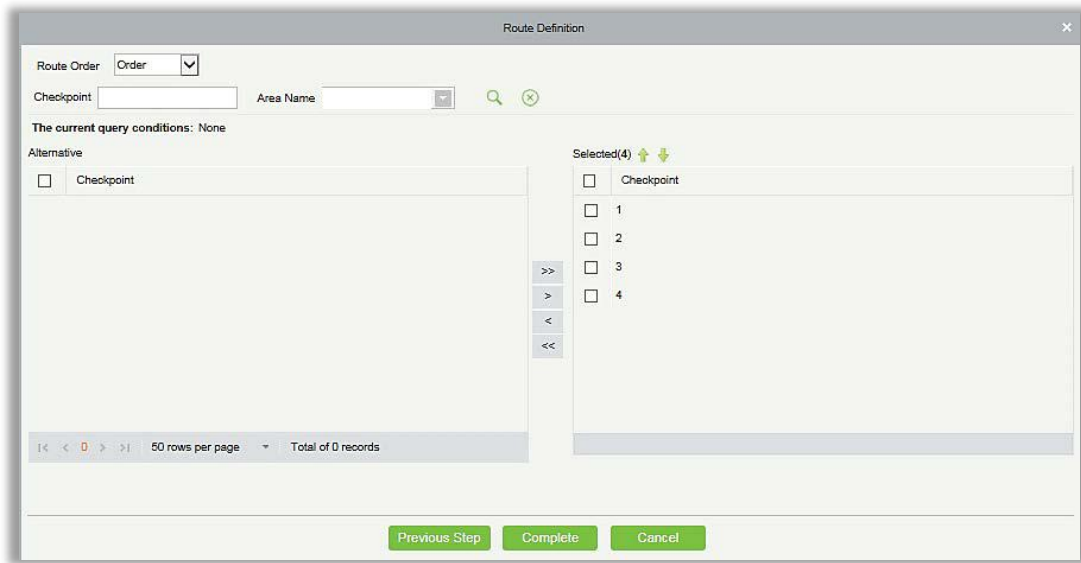 Route Definition
Route Order Order
Checkpoint Area Name
The current query conditions: None
Alternative
Selected(4)
Checkpoint
Checkpoint
1
2
3
4
>>
>
<
<<
|< < 0 > >| 50 rows per page Total of 0 records
Previous Step Complete Cancel